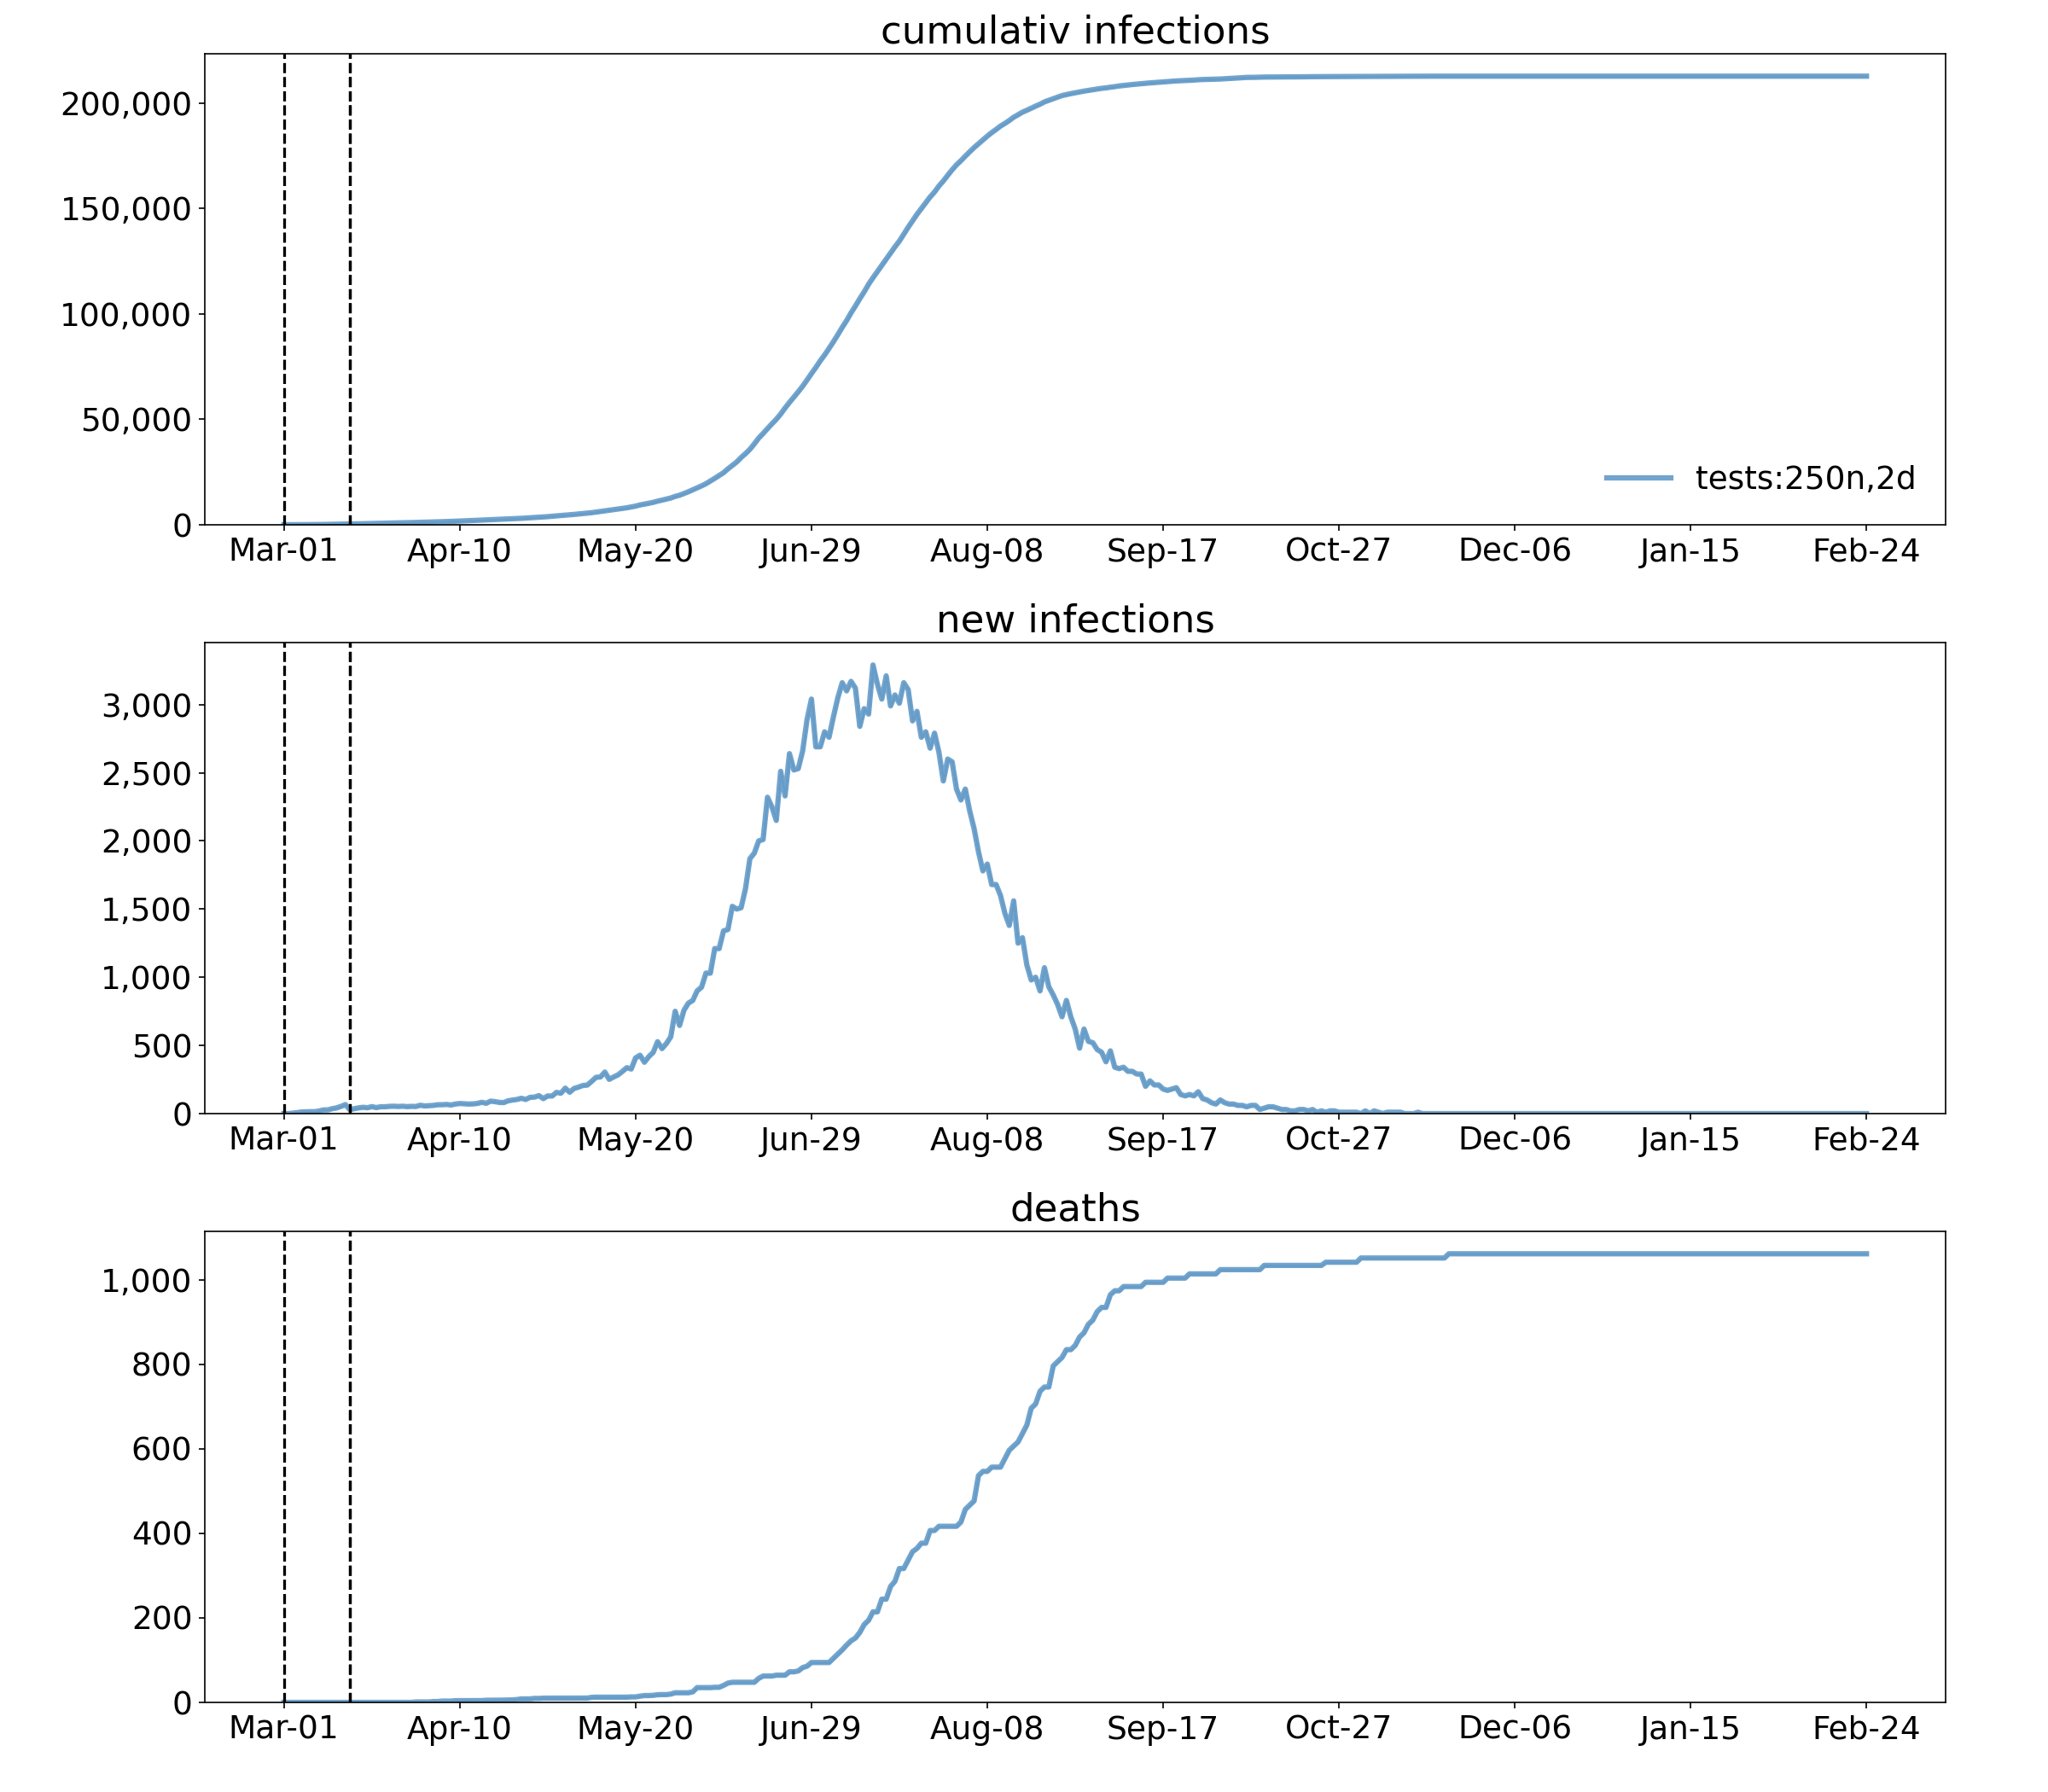 cumulativ infections
200,000
150,000
100,000
50,000
0
tests:250n,2d
Mar-01 Apr-10 May-20 Jun-29 Aug-08 Sep-17 Oct-27 Dec-06 Jan-15 Feb-24
new infections
3,000
2,500
2,000
1,500
1,000
500
0
Mar-01 Apr-10 May-20 Jun-29 Aug-08 Sep-17 Oct-27 Dec-06 Jan-15 Feb-24
deaths
1,000
800
600
400
200
0
Mar-01 Apr-10 May-20 Jun-29 Aug-08 Sep-17 Oct-27 Dec-06 Jan-15 Feb-24